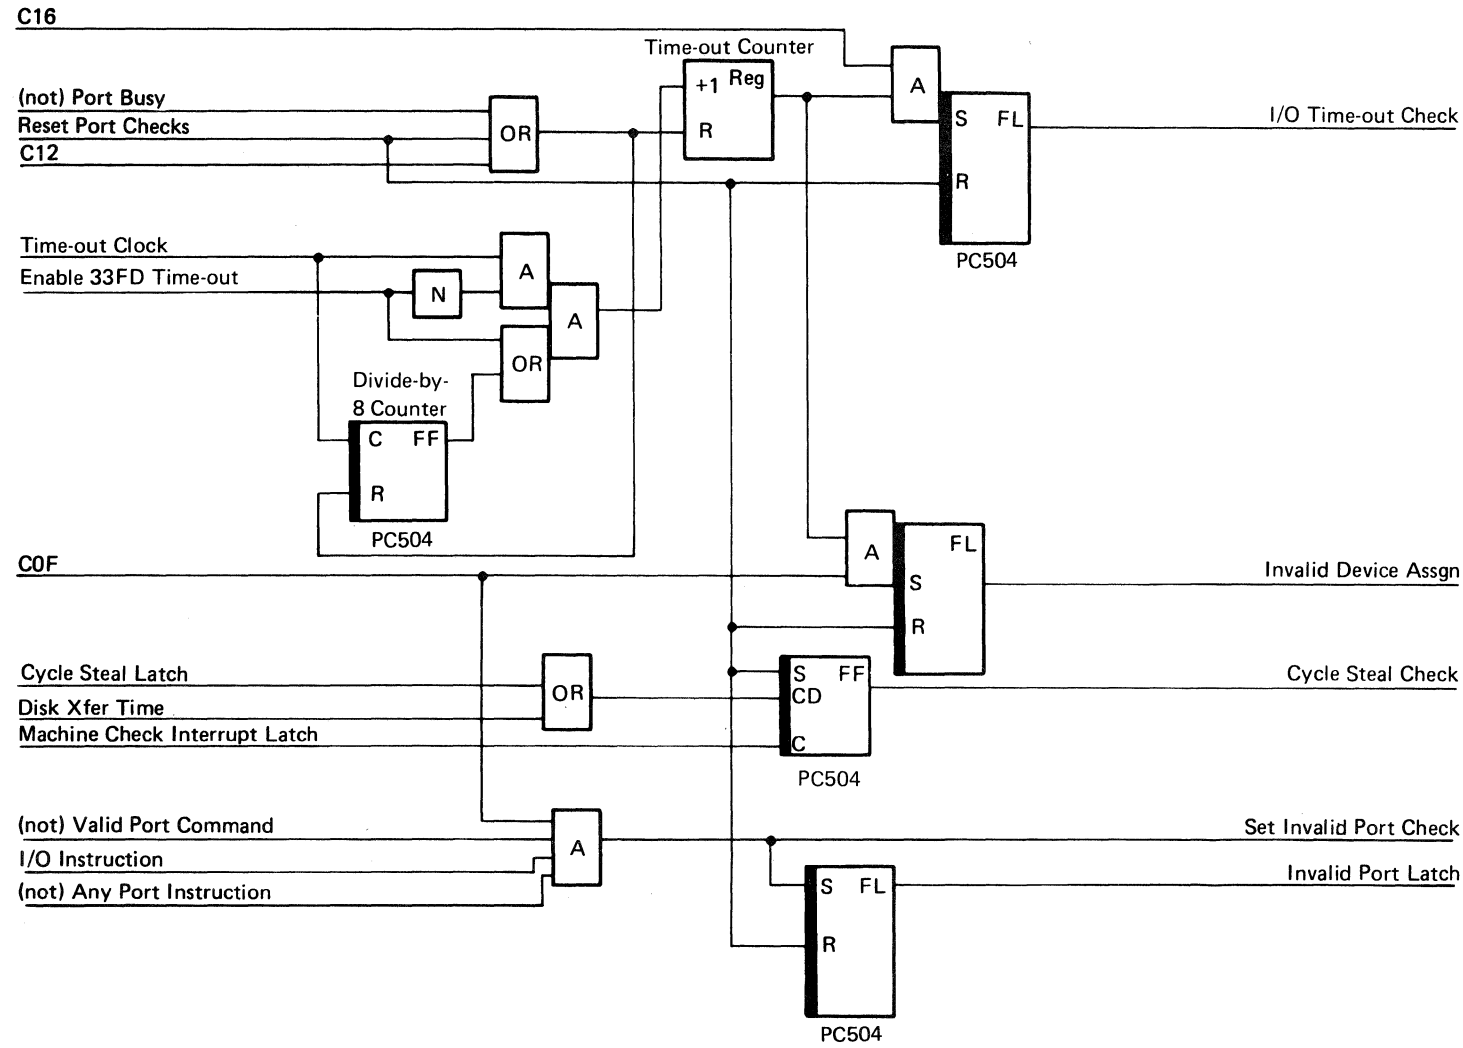 C16
Time-out Counter
+1 Reg
R
A
S FL
R
PC504
I/O Time-out Check
(not) Port Busy
Reset Port Checks
C12
OR
Time-out Clock
Enable 33FD Time-out
N
A
A
OR
Divide-by-
8 Counter
C FF
R
PC504
C0F
A
FL
S
R
Invalid Device Assgn
Cycle Steal Latch
Disk Xfer Time
Machine Check Interrupt Latch
OR
S FF
CD
C
PC504
Cycle Steal Check
(not) Valid Port Command
I/O Instruction
(not) Any Port Instruction
A
Set Invalid Port Check
Invalid Port Latch
S FL
R
PC504